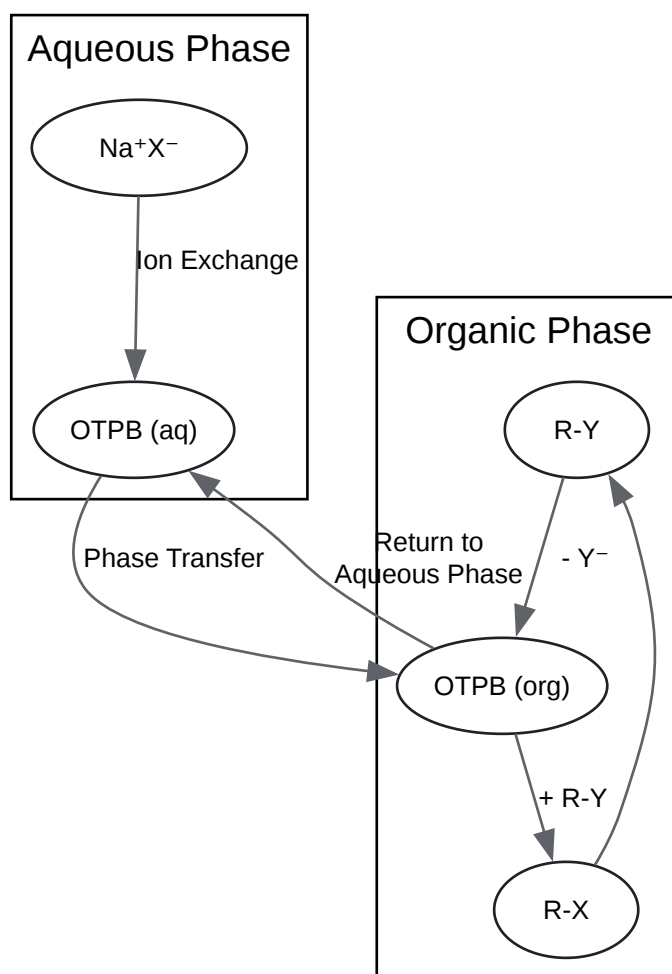 Aqueous Phase
Na⁺X⁻
Ion Exchange
OTPB (aq)
Phase Transfer
Return to
Aqueous Phase
Organic Phase
R-Y
- Y⁻
OTPB (org)
+ R-Y
R-X